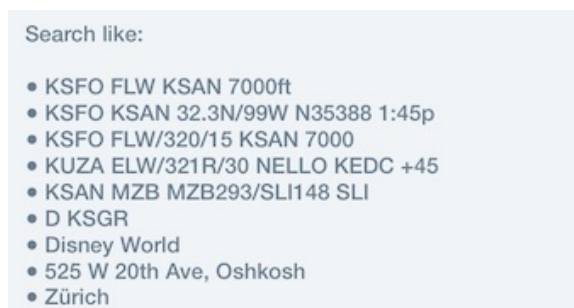 Search like:
• KSFO FLW KSAN 7000ft
• KSFO KSAN 32.3N/99W N35388 1:45p
• KSFO FLW/320/15 KSAN 7000
• KUZA ELW/321R/30 NELLO KEDC +45
• KSAN MZB MZB293/SLI148 SLI
• D KSGR
• Disney World
• 525 W 20th Ave, Oshkosh
• Zürich